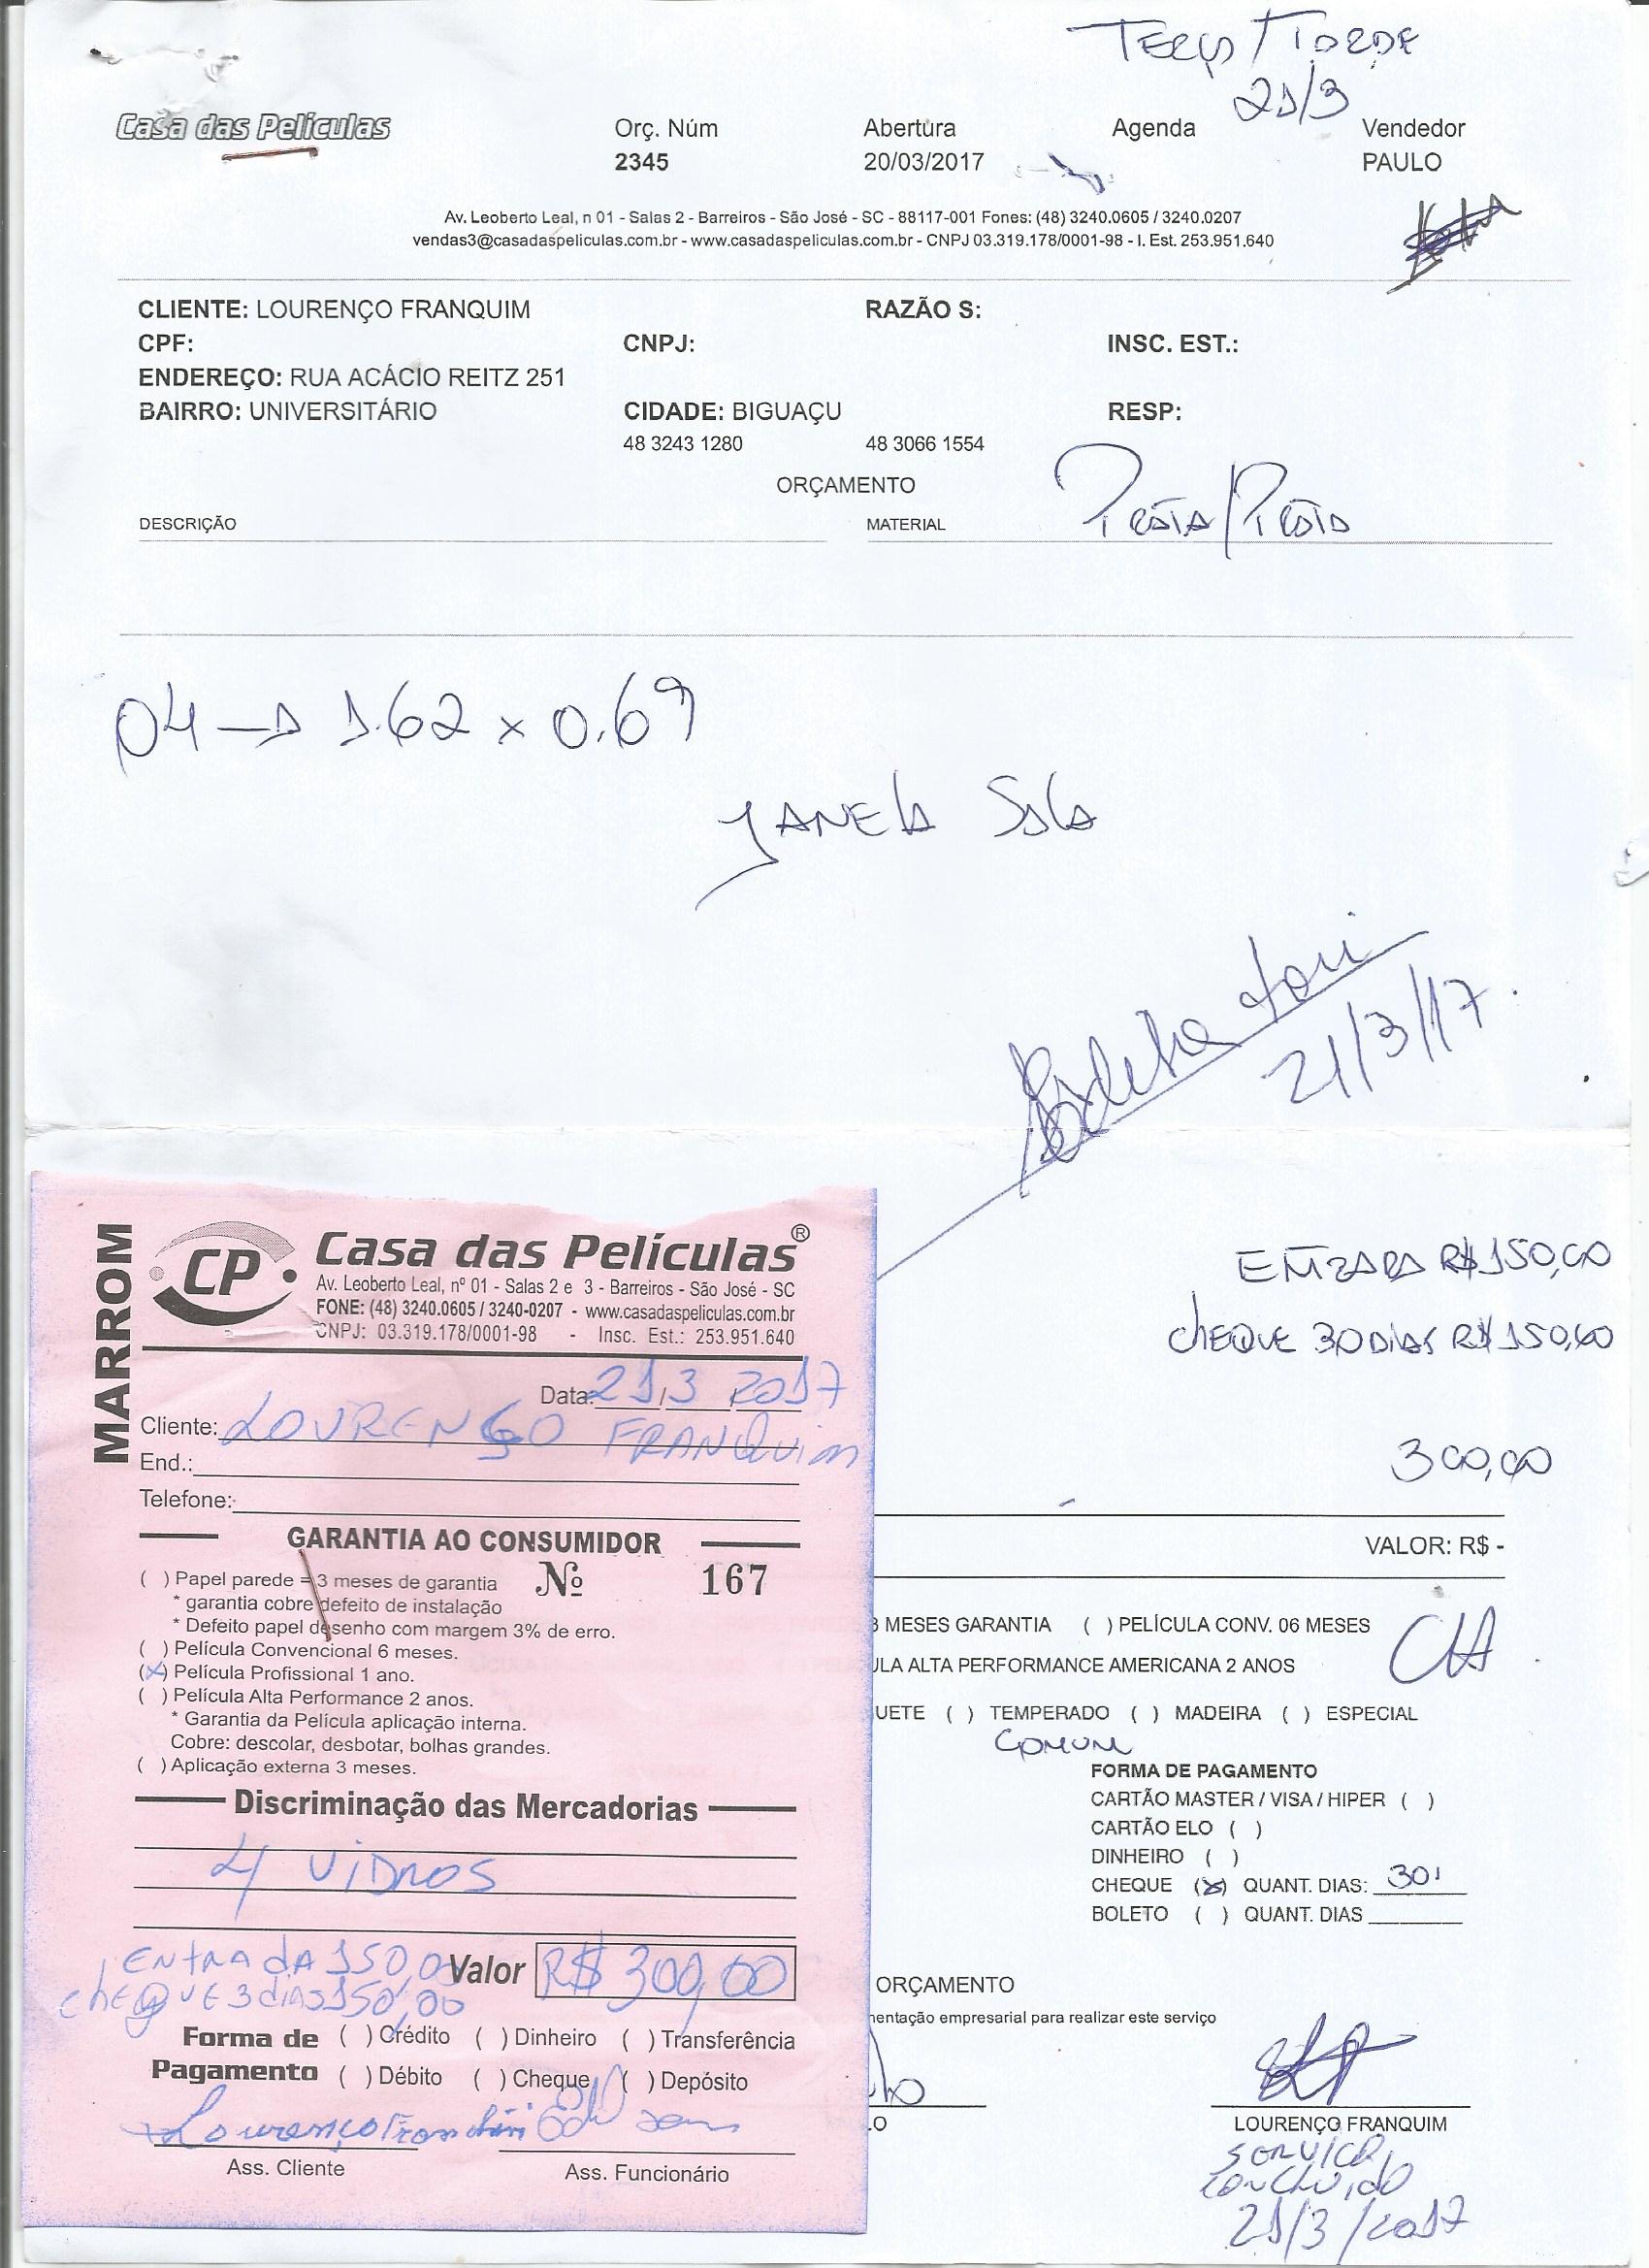 TERÇA / TARDE
21/3
Casa das Películas
Orç. Núm Abertura Agenda Vendedor
2345 20/03/2017 PAULO
Av. Leoberto Leal, n 01 - Salas 2 - Barreiros - São José - SC - 88117-001 Fones: (48) 3240.0605 / 3240.0207
vendas3@casadaspeliculas.com.br - www.casadaspeliculas.com.br - CNPJ 03.319.178/0001-98 - I. Est. 253.951.640
CLIENTE: LOURENÇO FRANQUIM RAZÃO S:
CPF: CNPJ: INSC. EST.:
ENDEREÇO: RUA ACÁCIO REITZ 251
BAIRRO: UNIVERSITÁRIO CIDADE: BIGUAÇU RESP:
48 3243 1280 48 3066 1554
ORÇAMENTO
DESCRIÇÃO MATERIAL PRATA/PRATA
04 → 1.62 x 0.69
JANELA SALA
21/3/17
ENTRADA R$ 150,00
CHEQUE 30 DIAS R$ 150,00
300,00
VALOR: R$ -
3 MESES GARANTIA ( ) PELÍCULA CONV. 06 MESES
ULA ALTA PERFORMANCE AMERICANA 2 ANOS
UETE ( ) TEMPERADO ( ) MADEIRA ( ) ESPECIAL
COMUM
FORMA DE PAGAMENTO
CARTÃO MASTER / VISA / HIPER ( )
CARTÃO ELO ( )
DINHEIRO ( )
CHEQUE (X) QUANT. DIAS: 30
BOLETO ( ) QUANT. DIAS
ORÇAMENTO
mentação empresarial para realizar este serviço
LO LOURENÇO FRANQUIM
SERVIÇO
CONCLUIDO
21/3/2017
MARROM
CP Casa das Películas®
Av. Leoberto Leal, nº 01 - Salas 2 e 3 - Barreiros - São José - SC
FONE: (48) 3240.0605 / 3240-0207 - www.casadaspeliculas.com.br
CNPJ: 03.319.178/0001-98 - Insc. Est.: 253.951.640
Data: 21/3/2017
Cliente: LOURENÇO FRANQUIM
End.:
Telefone:
GARANTIA AO CONSUMIDOR
( ) Papel parede = 3 meses de garantia Nº 167
* garantia cobre defeito de instalação
* Defeito papel desenho com margem 3% de erro.
( ) Película Convencional 6 meses.
(X) Película Profissional 1 ano.
( ) Película Alta Performance 2 anos.
* Garantia da Película aplicação interna.
Cobre: descolar, desbotar, bolhas grandes.
( ) Aplicação externa 3 meses.
Discriminação das Mercadorias
4 VIDROS
ENTRADA 150,0 Valor R$ 300,00
CHEQUE 3 dias 150,00
Forma de ( ) Crédito ( ) Dinheiro ( ) Transferência
Pagamento ( ) Débito ( ) Cheque ( ) Depósito
Lourenço
Ass. Cliente Ass. Funcionário